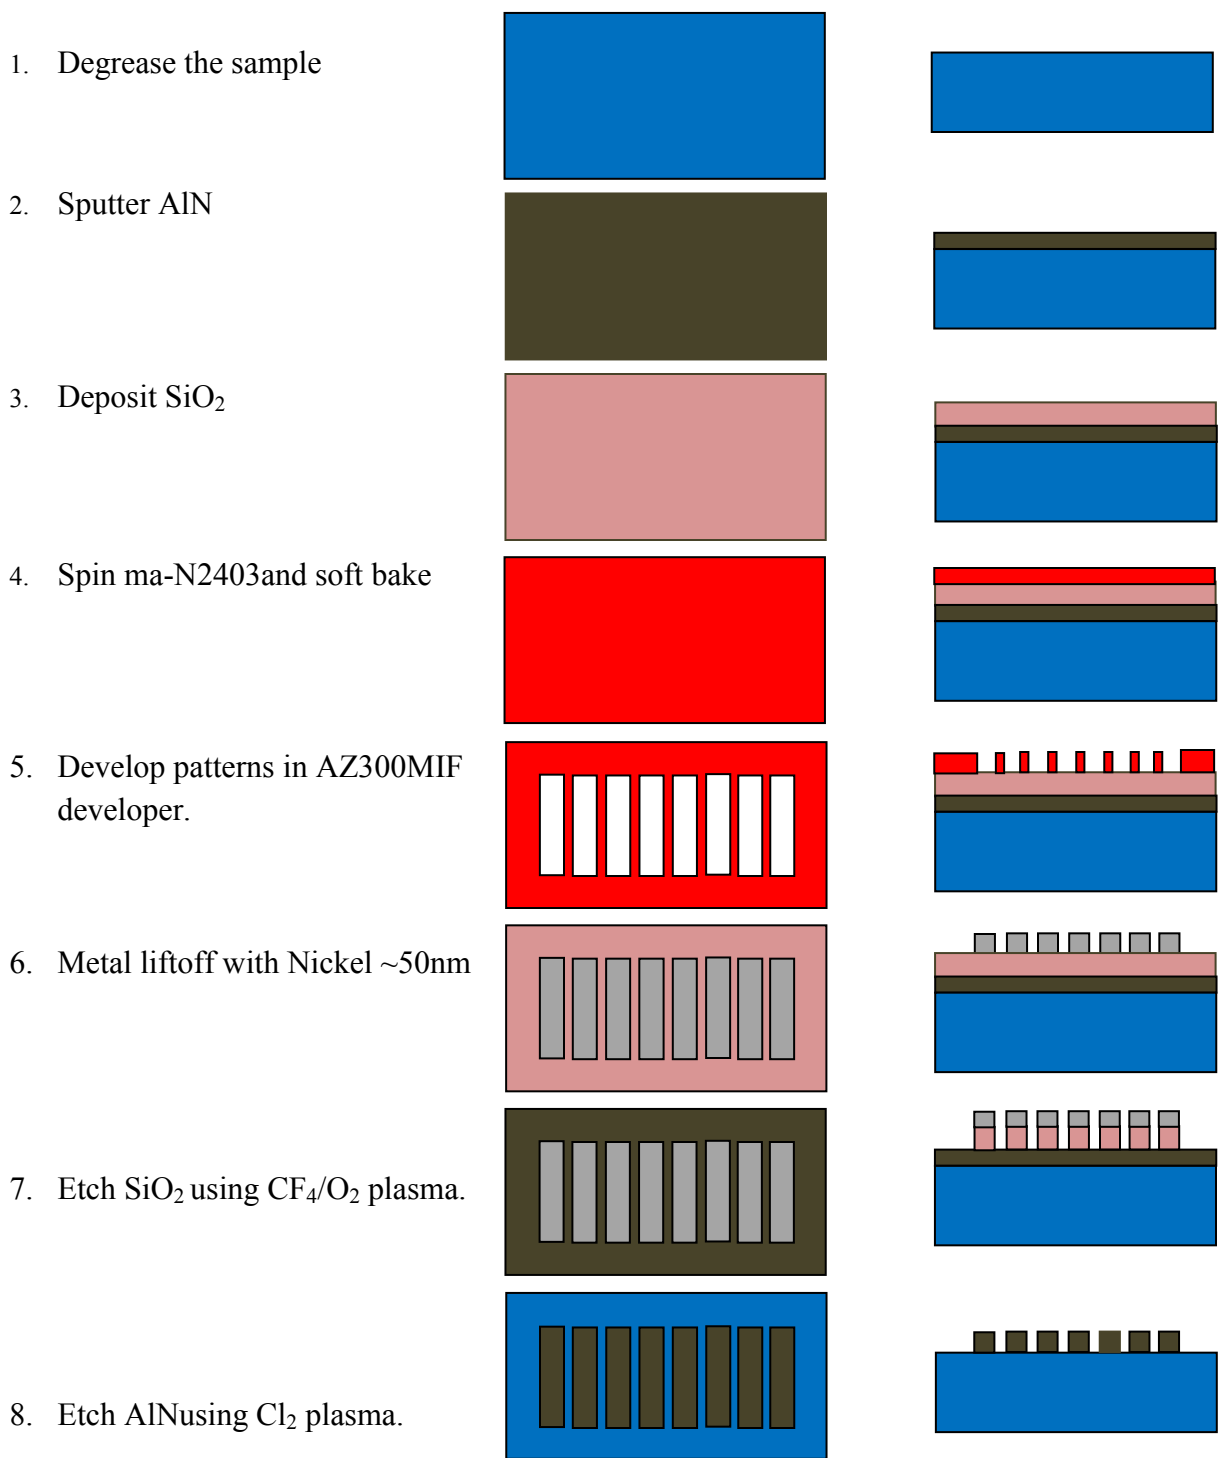 1. Degrease the sample
2. Sputter AlN
3. Deposit SiO₂
4. Spin ma-N2403and soft bake
5. Develop patterns in AZ300MIF
developer.
6. Metal liftoff with Nickel ~50nm
7. Etch SiO₂ using CF₄/O₂ plasma.
8. Etch AlNusing Cl₂ plasma.